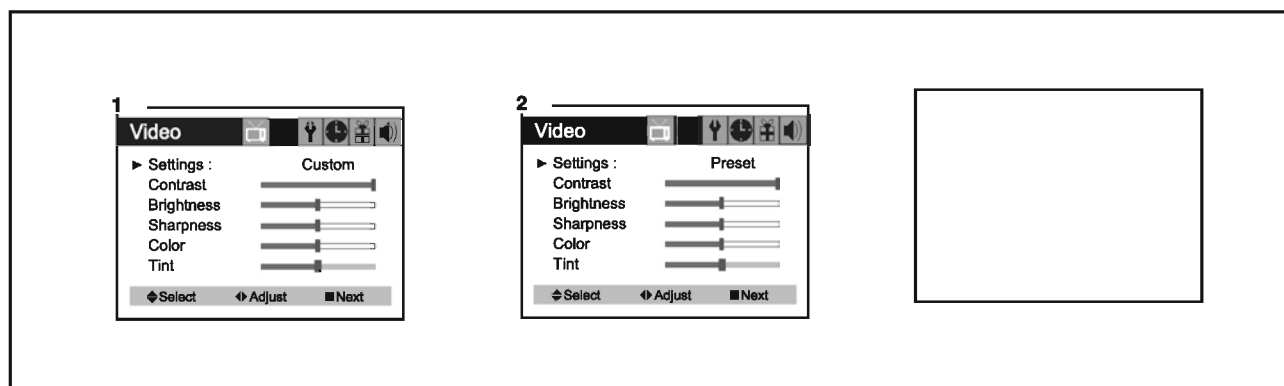 1
Video
► Settings : Custom
Contrast
Brightness
Sharpness
Color
Tint
Select Adjust Next
2
Video
► Settings : Preset
Contrast
Brightness
Sharpness
Color
Tint
Select Adjust Next